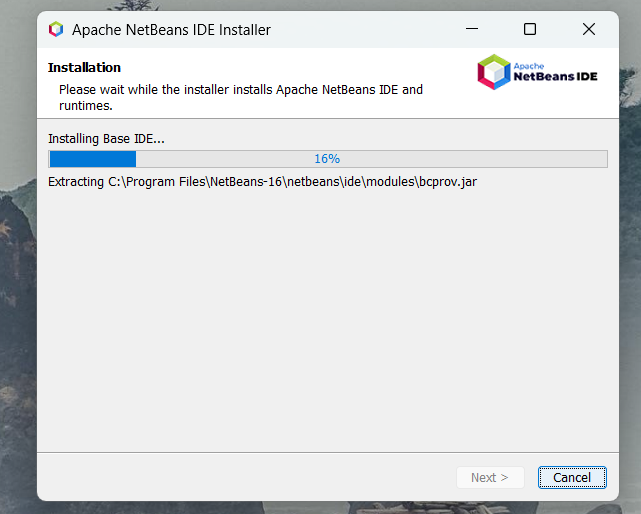 Apache NetBeans IDE Installer
Installation
Apache
NetBeans IDE
Please wait while the installer installs Apache NetBeans IDE and
runtimes.
Installing Base IDE...
16%
Extracting C:\Program Files\NetBeans-16\netbeans\ide\modules\bcprov.jar
Next >
Cancel